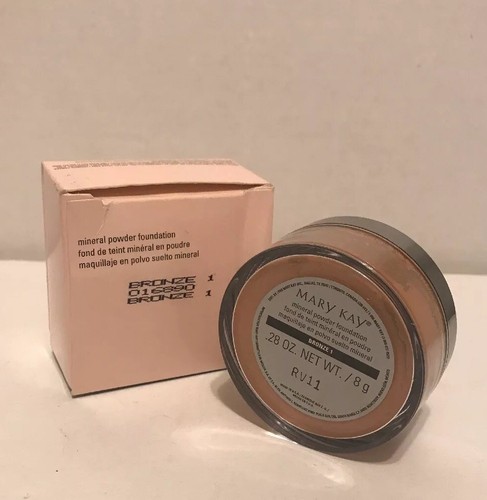 mineral powder foundation
fond de teint minéral en poudre
maquillaje en polvo suelto mineral
BRONZE 1
016890
BRONZE 1
MARY KAY®
mineral powder foundation
fond de teint minéral en poudre
maquillaje en polvo suelto mineral
BRONZE 1
.28 OZ. NET WT. / 8 g
RV11